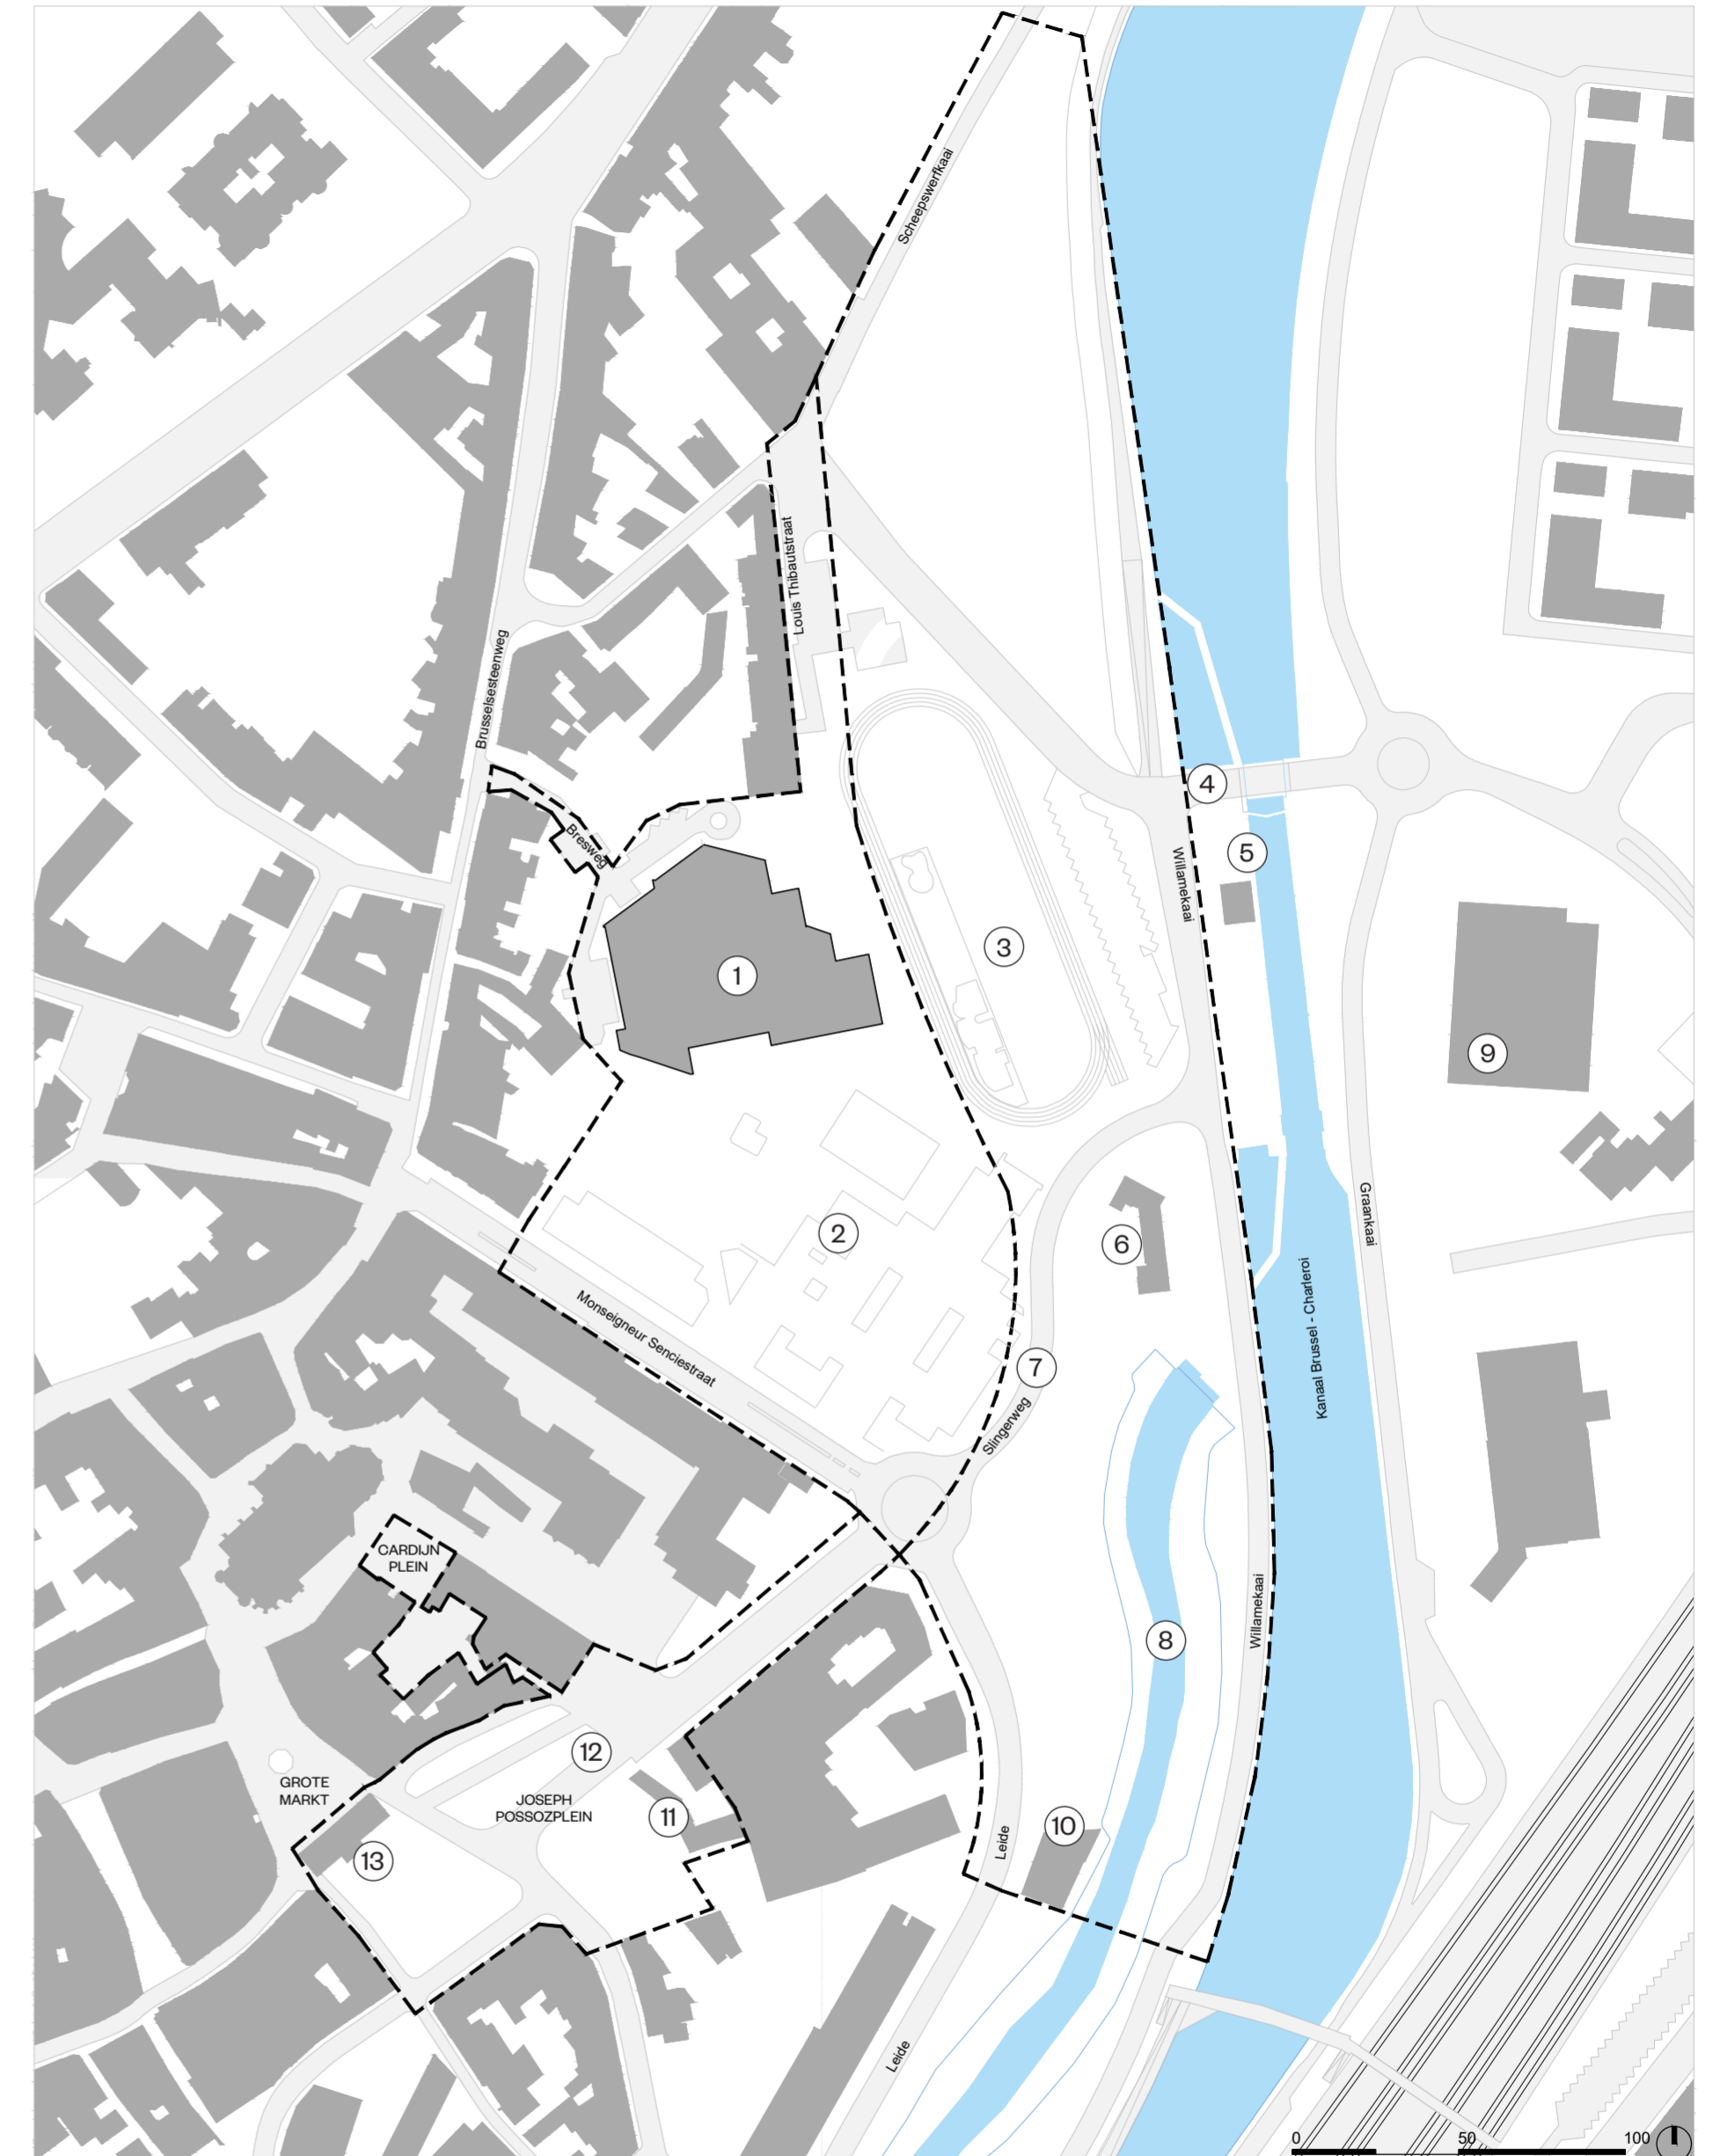 Scheepswerfkaai
Louis Thibautstraat
Brusselsesteenweg
4
Bresweg
5
Willamekaai
3
1
9
Graankaai
2
6
Kanaal Brussel - Charleroi
Monseigneur Senciestraat
7
Slingerweg
CARDIJN
PLEIN
Willamekaai
8
12
GROTE
MARKT
JOSEPH
POSSOZPLEIN
11
10
Leide
13
Leide
0
50
100